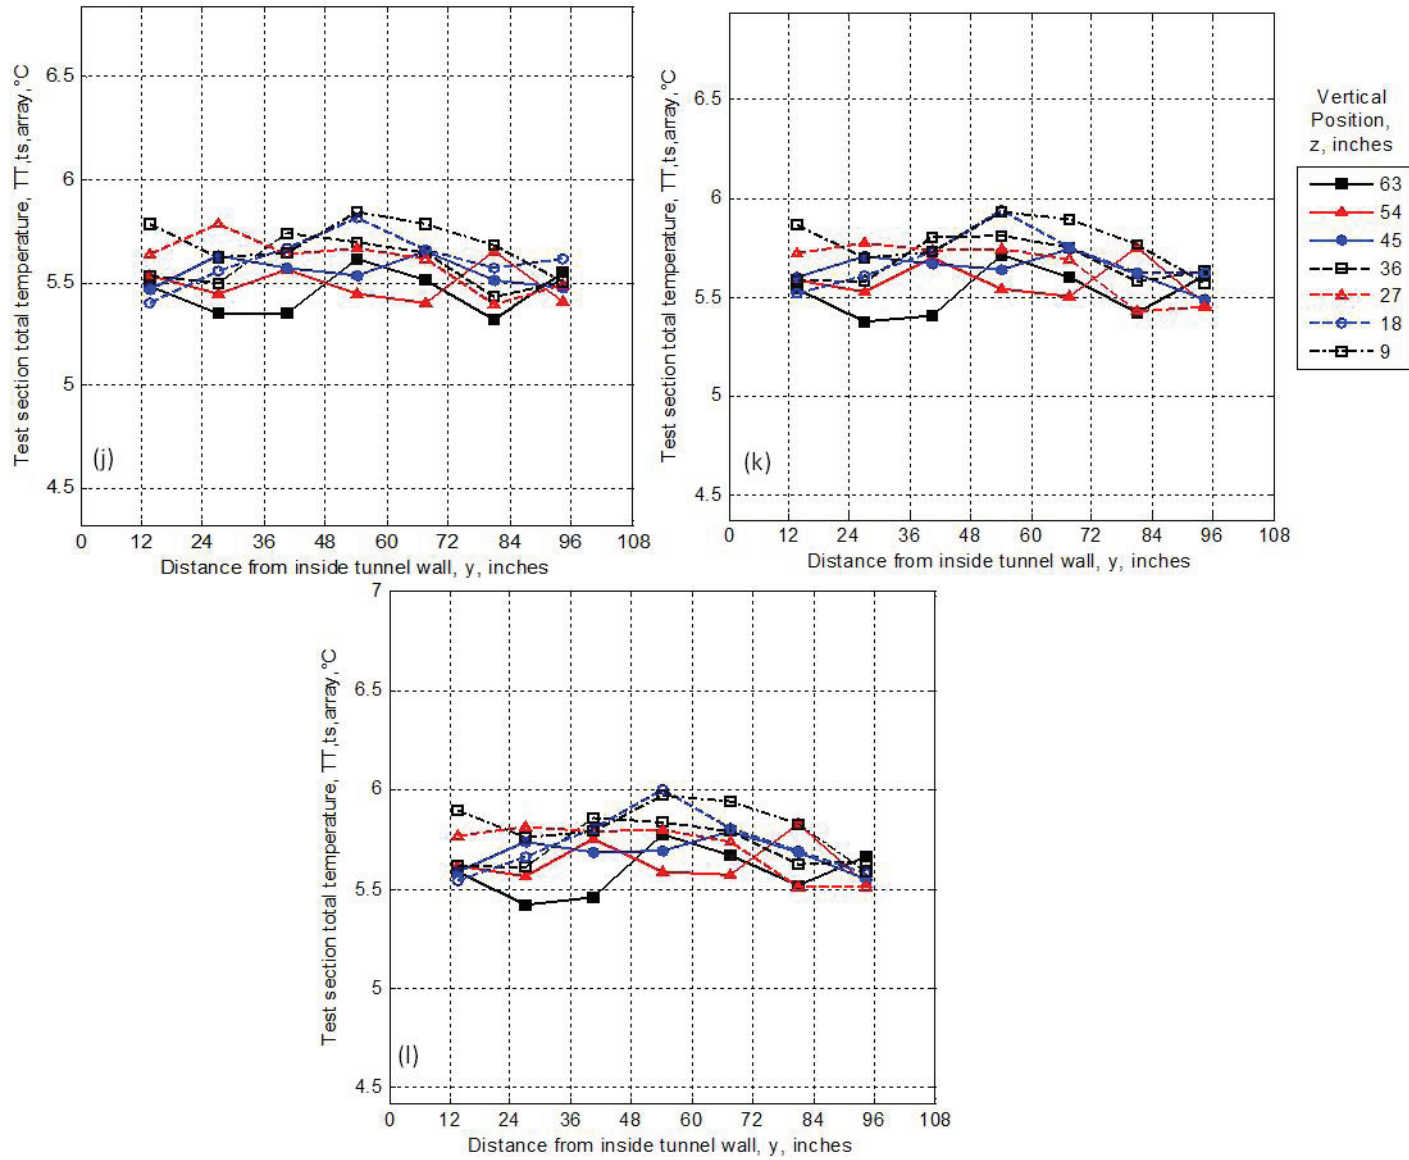 Test section total temperature, TT,ts,array,°C
6.5
6
5.5
5
4.5
(j)
0 12 24 36 48 60 72 84 96 108
Distance from inside tunnel wall, y, inches
Test section total temperature, TT,ts,array,°C
6.5
6
5.5
5
4.5
(k)
0 12 24 36 48 60 72 84 96 108
Distance from inside tunnel wall, y, inches
Vertical
Position,
z, inches
63
54
45
36
27
18
9
Test section total temperature, TT,ts,array,°C
7
6.5
6
5.5
5
4.5
(l)
0 12 24 36 48 60 72 84 96 108
Distance from inside tunnel wall, y, inches